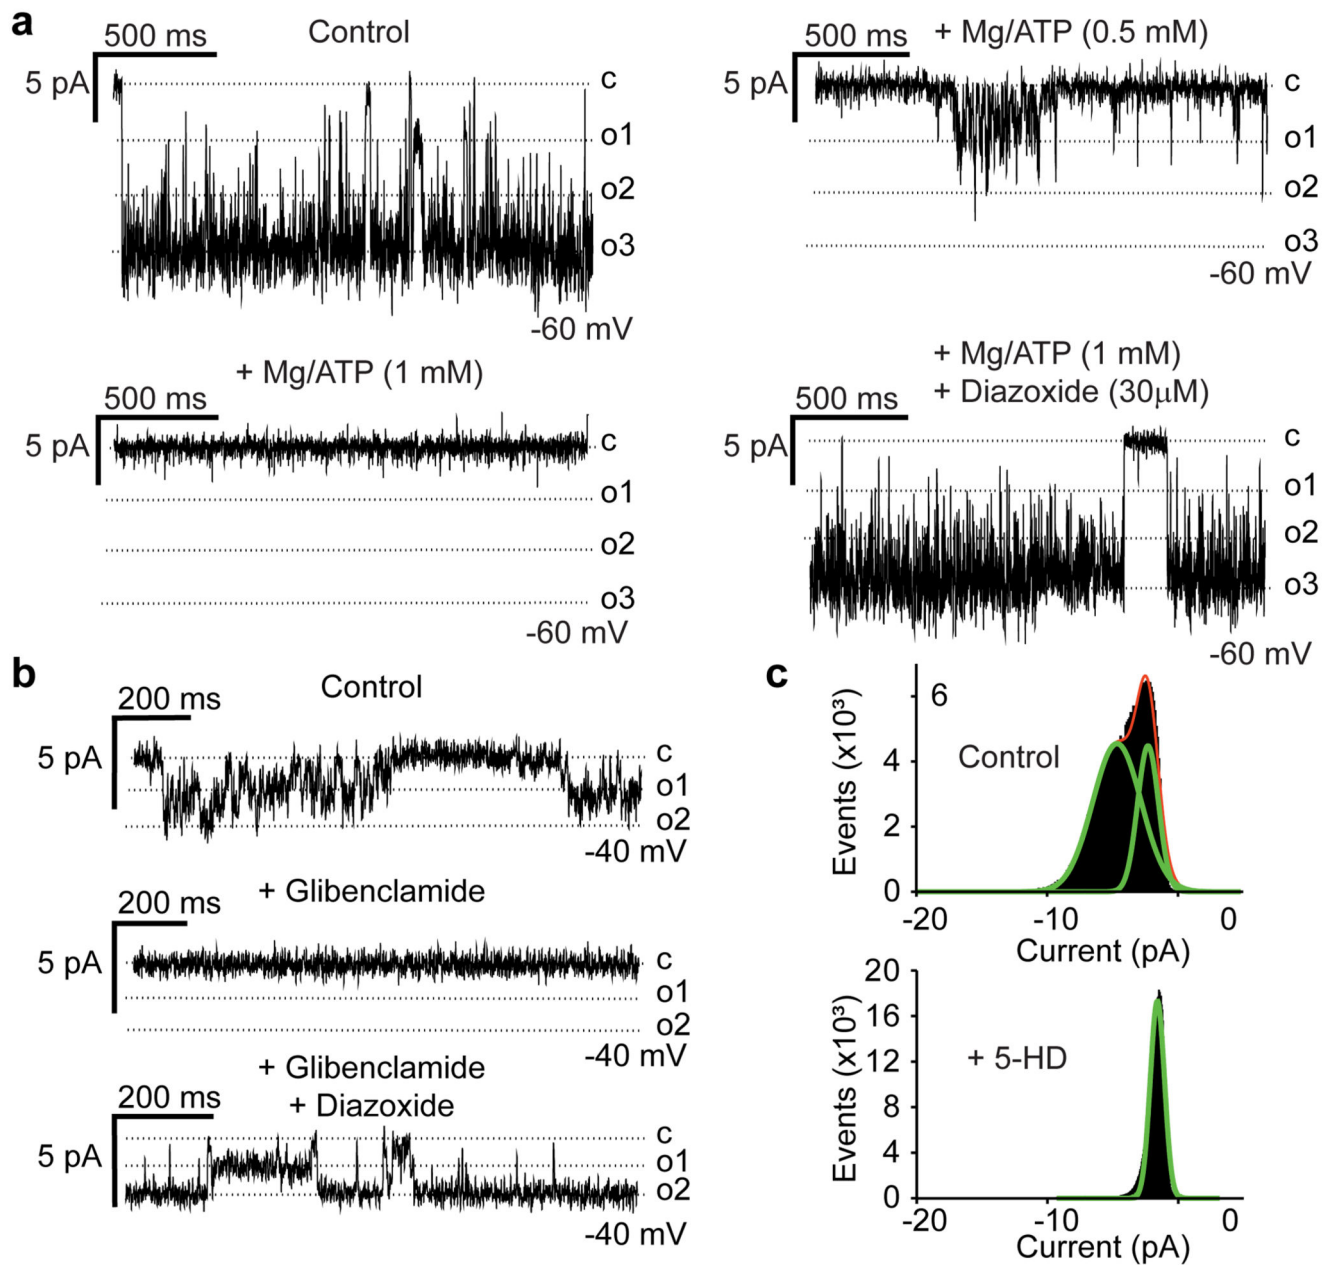 a
500 ms
Control
5 pA
c
o1
o2
o3
-60 mV
500 ms
+ Mg/ATP (0.5 mM)
5 pA
c
o1
o2
o3
-60 mV
+ Mg/ATP (1 mM)
500 ms
5 pA
c
o1
o2
o3
-60 mV
+ Mg/ATP (1 mM)
+ Diazoxide (30μM)
500 ms
5 pA
c
o1
o2
o3
-60 mV
b
200 ms
Control
5 pA
c
o1
o2
-40 mV
+ Glibenclamide
200 ms
5 pA
c
o1
o2
-40 mV
+ Glibenclamide
+ Diazoxide
200 ms
5 pA
c
o1
o2
-40 mV
c
Events (x10³)
6
4
2
0
Control
-20 -10 0
Current (pA)
Events (x10³)
20
16
12
8
4
0
+ 5-HD
-20 -10 0
Current (pA)